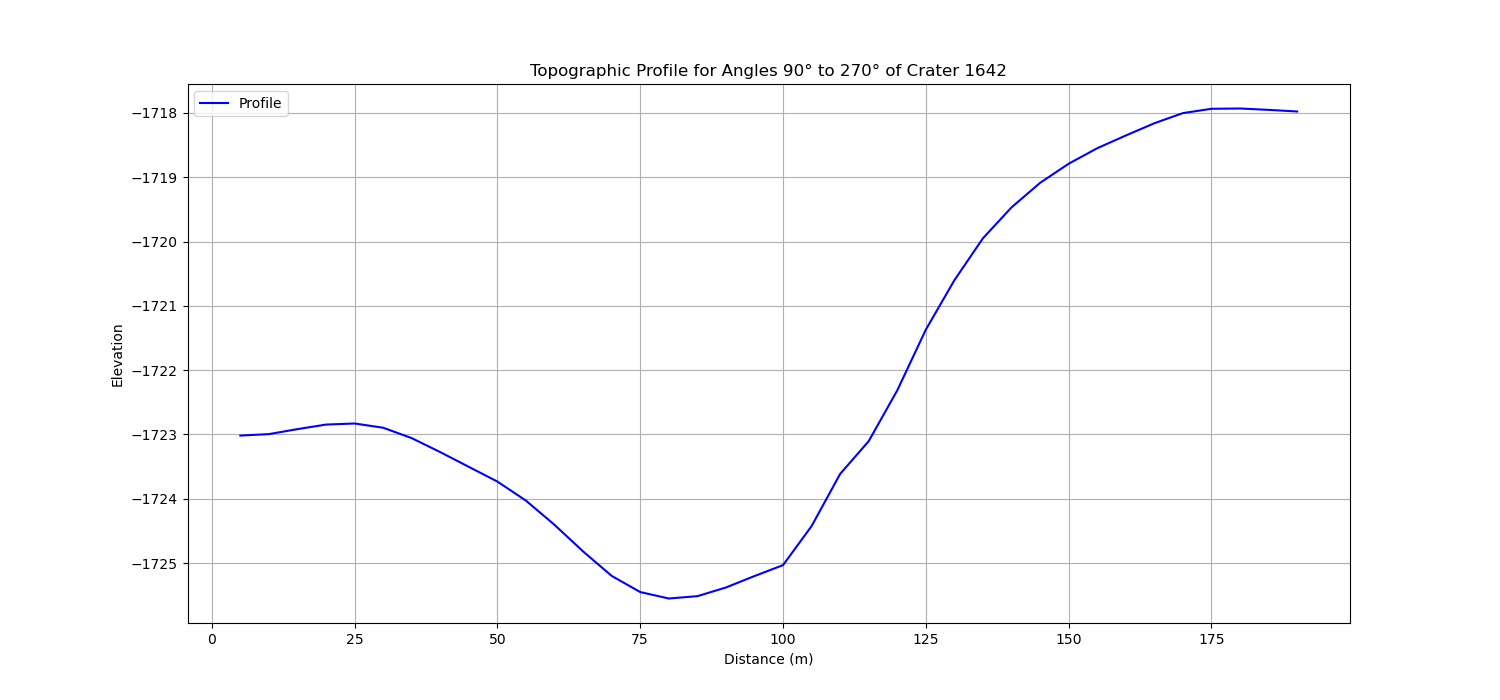 Topographic Profile for Angles 90° to 270° of Crater 1642
Profile
−1718
−1719
−1720
−1721
−1722
−1723
−1724
−1725
Elevation
0 25 50 75 100 125 150 175
Distance (m)